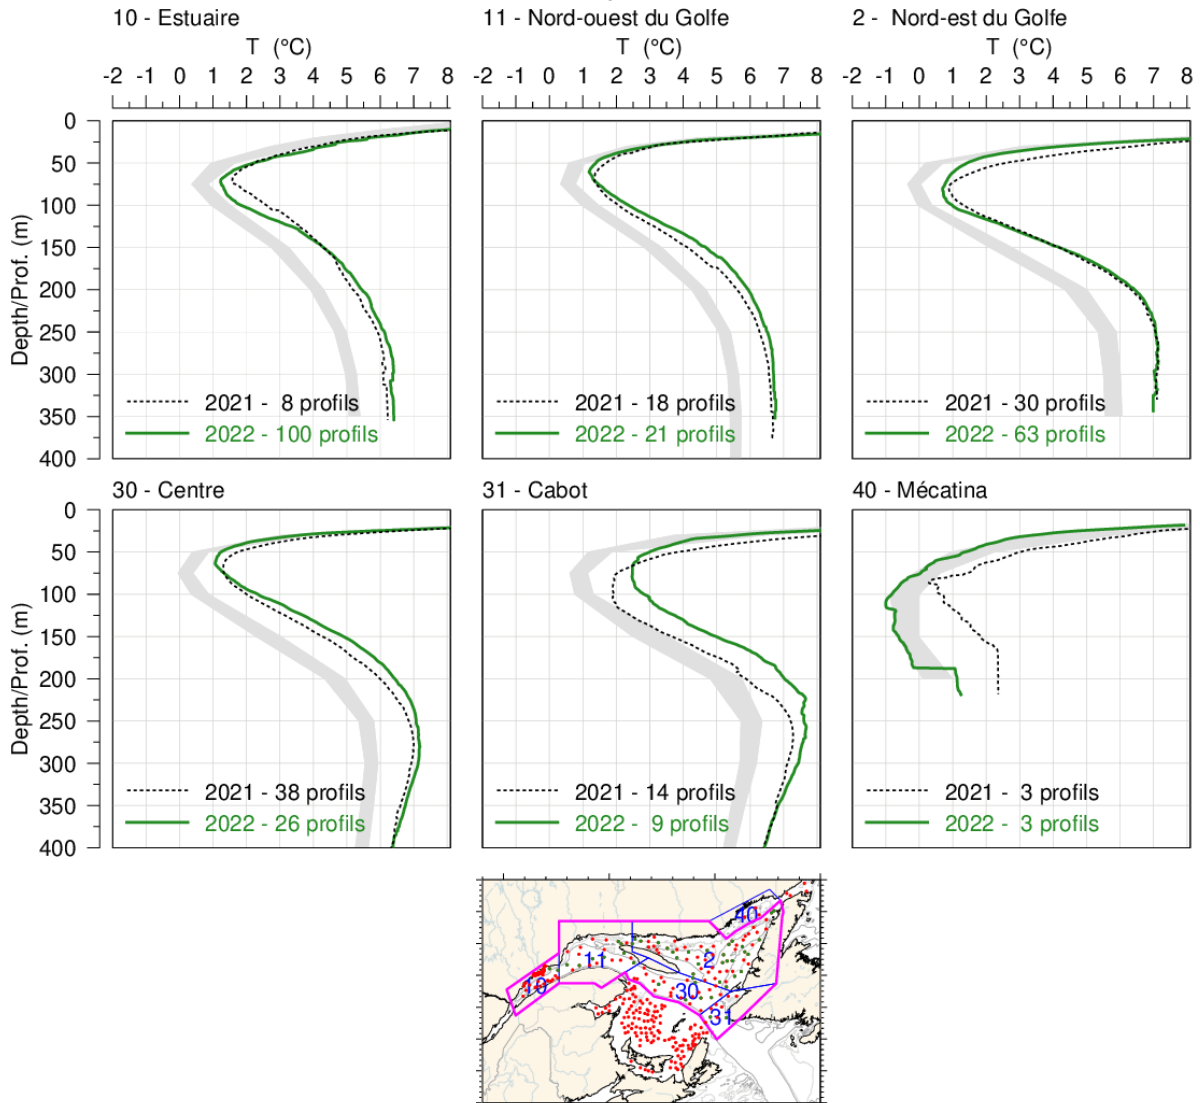 10 - Estuaire
11 - Nord-ouest du Golfe
2 - Nord-est du Golfe
T (°C)
T (°C)
T (°C)
-2 -1 0 1 2 3 4 5 6 7 8
-2 -1 0 1 2 3 4 5 6 7 8
-2 -1 0 1 2 3 4 5 6 7 8
Depth/Prof. (m)
0
50
100
150
200
250
300
350
400
2021 - 8 profils
2022 - 100 profils
2021 - 18 profils
2022 - 21 profils
2021 - 30 profils
2022 - 63 profils
30 - Centre
31 - Cabot
40 - Mécatina
Depth/Prof. (m)
0
50
100
150
200
250
300
350
400
2021 - 38 profils
2022 - 26 profils
2021 - 14 profils
2022 - 9 profils
2021 - 3 profils
2022 - 3 profils
40
11
2
10
30
31